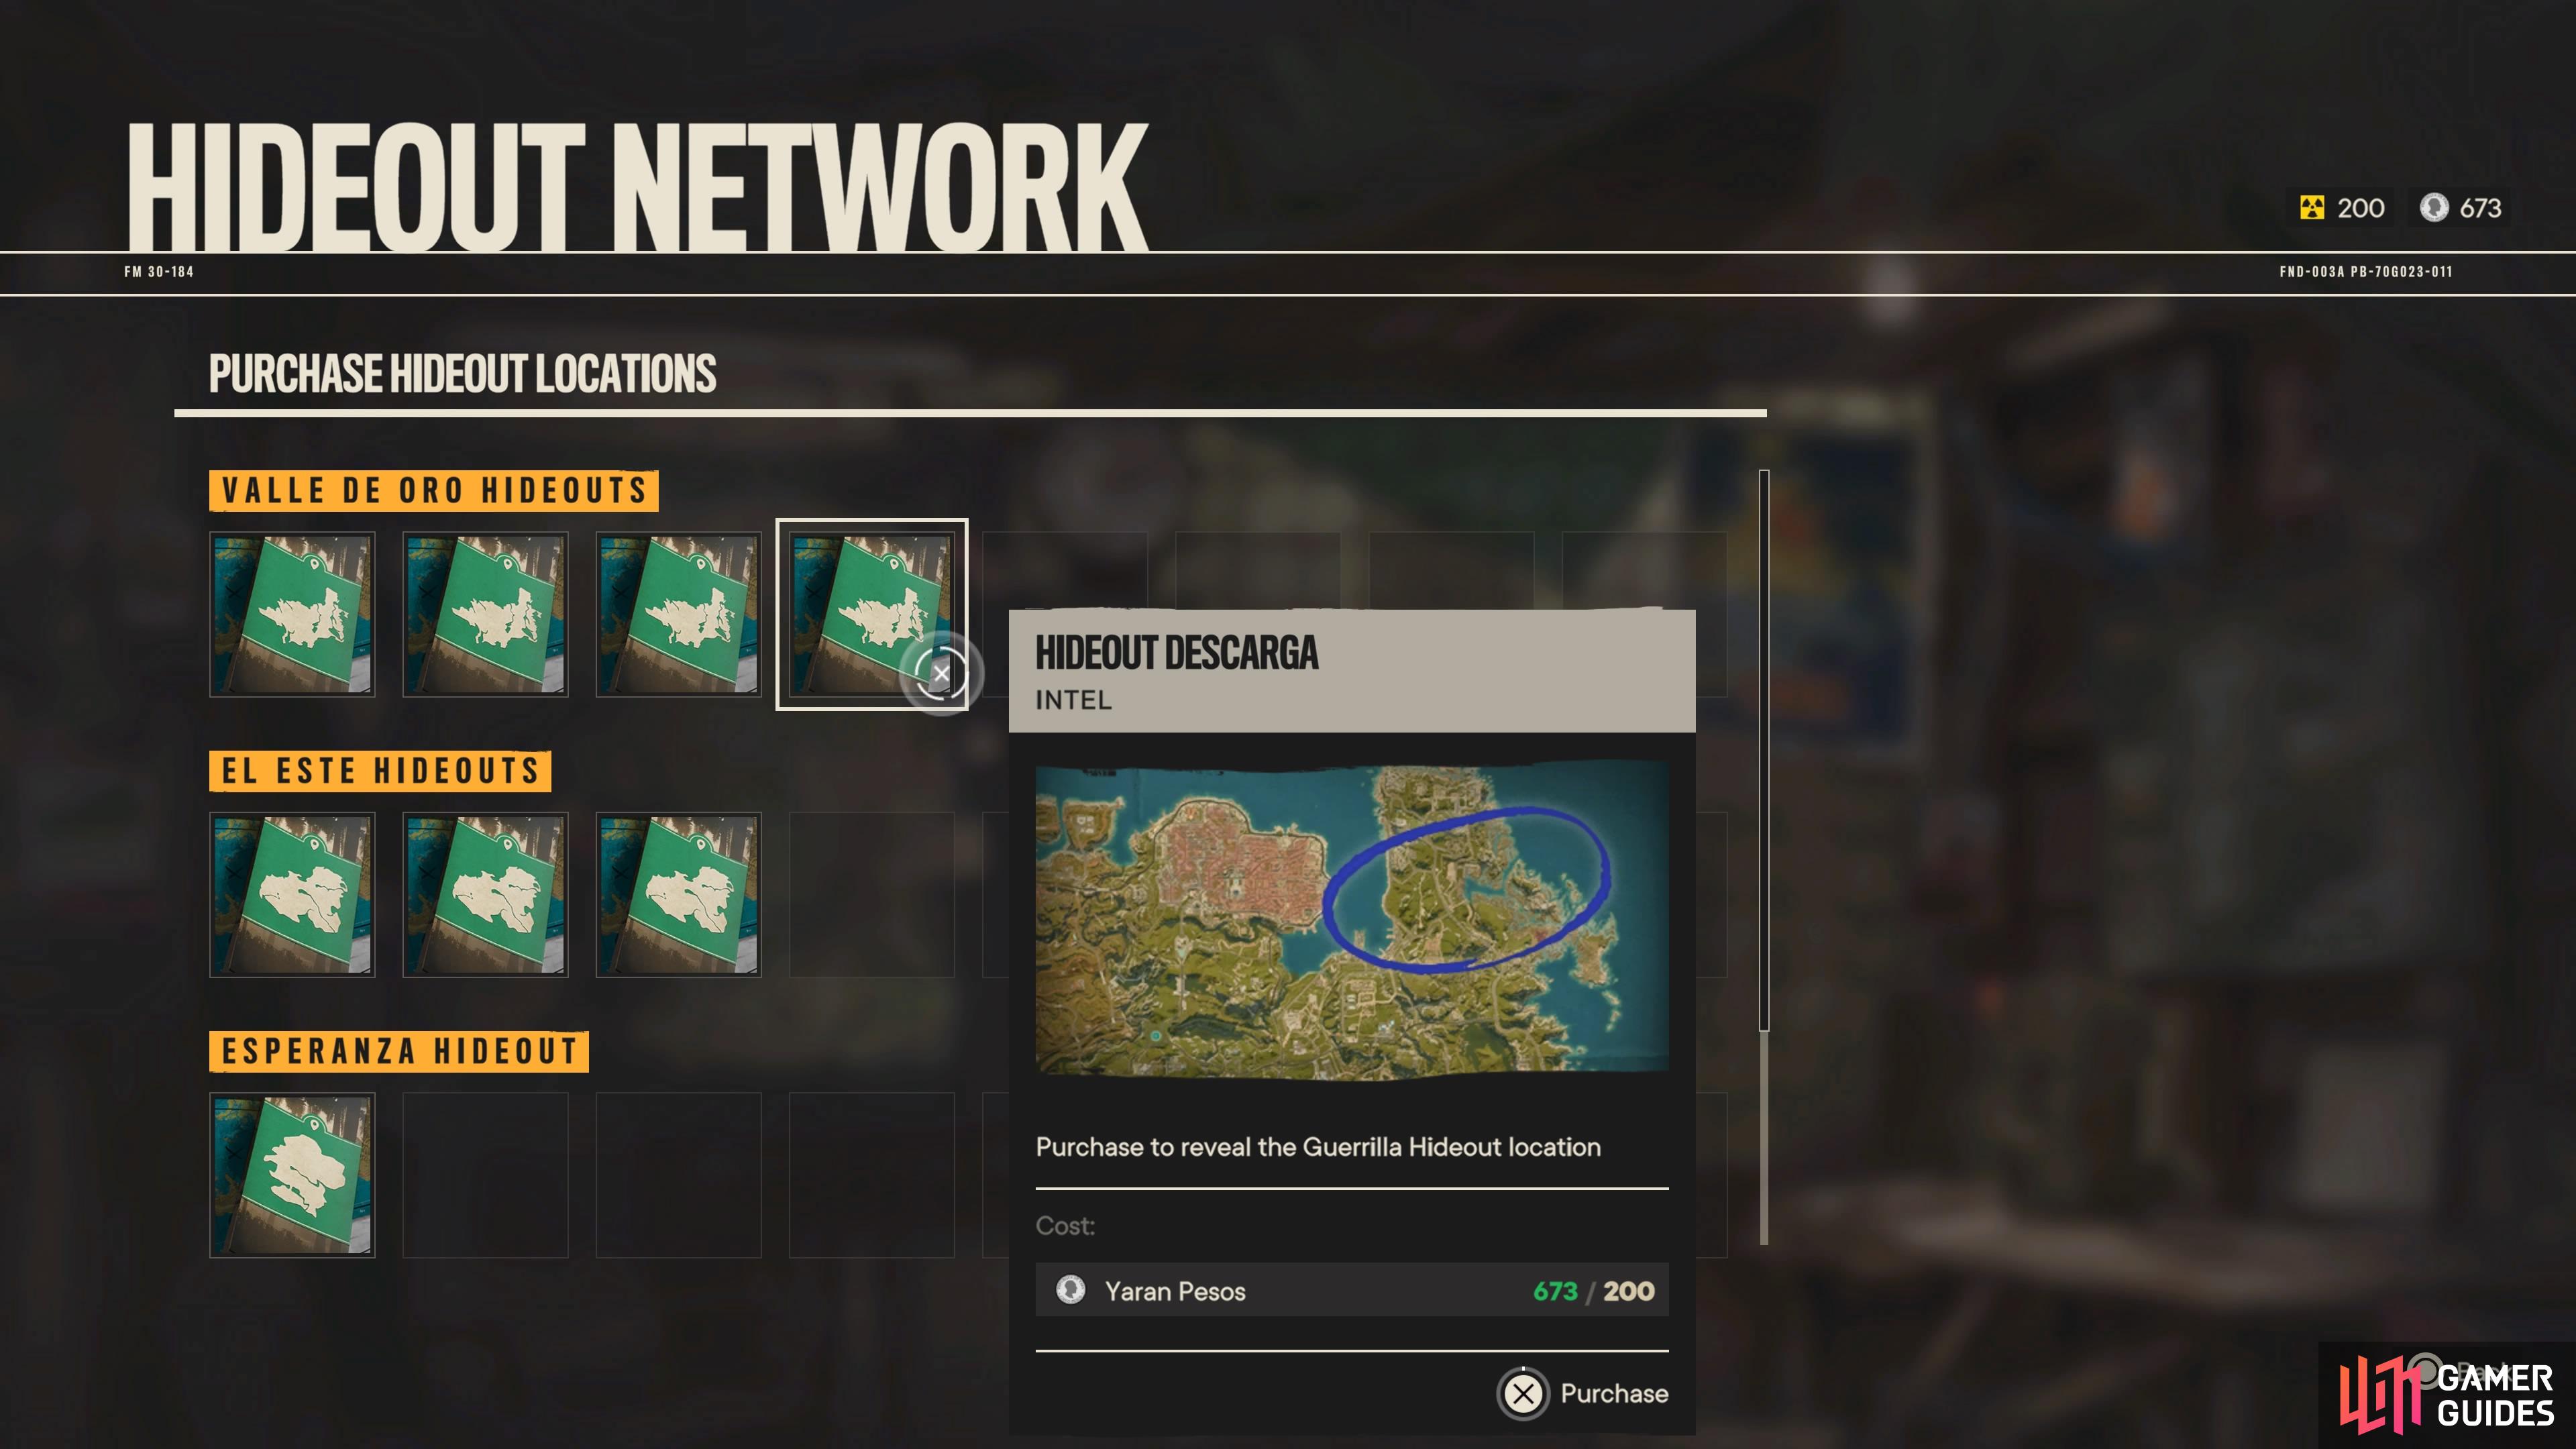 HIDEOUT NETWORK
200 673
FM 30-184
FND-003A PB-70G023-011
PURCHASE HIDEOUT LOCATIONS
VALLE DE ORO HIDEOUTS
HIDEOUT DESCARGA
INTEL
EL ESTE HIDEOUTS
ESPERANZA HIDEOUT
Purchase to reveal the Guerrilla Hideout location
Cost:
Yaran Pesos 673 / 200
Purchase
GAMER
GUIDES